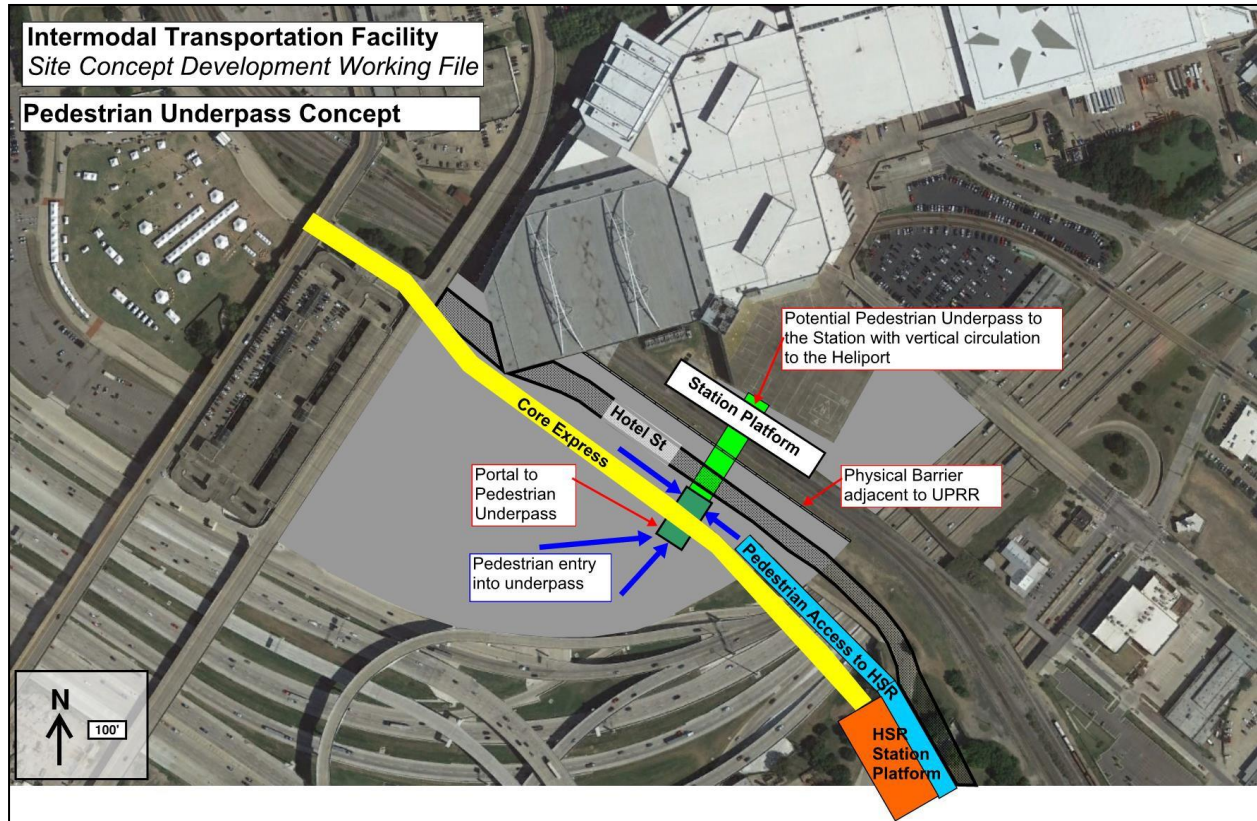 Intermodal Transportation Facility
Site Concept Development Working File
Pedestrian Underpass Concept
Potential Pedestrian Underpass to
the Station with vertical circulation
to the Heliport
Station Platform
Hotel St
Core Express
Portal to
Pedestrian
Underpass
Physical Barrier
adjacent to UPRR
Pedestrian entry
into underpass
Pedestrian Access to HSR
N
100'
HSR
Station
Platform